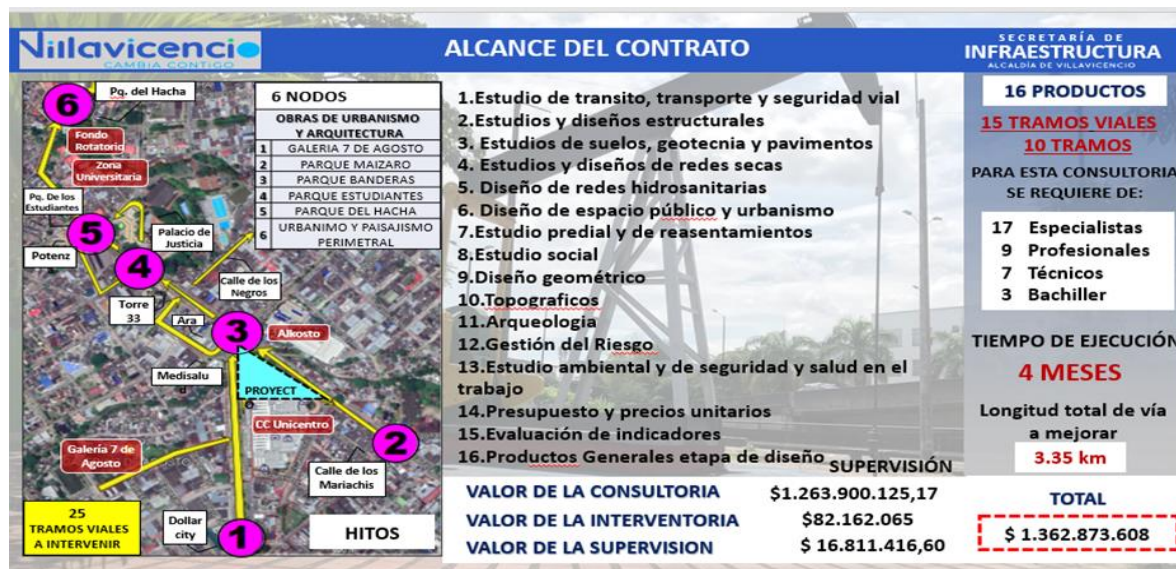 Villavicencio
CAMBIA CONTIGO
ALCANCE DEL CONTRATO
SECRETARÍA DE
INFRAESTRUCTURA
ALCALDÍA DE VILLAVICENCIO
6
Pq. del Hacha
Fondo
Rotatorio
Zona
Universitaria
Pq. De los
Estudiantes
5
Palacio de
Justicia
Potenz
4
Calle de los
Negros
Torre
33
Ara
3
Alkosto
Medisalu
d
PROYECT
O
CC Unicentro
Galería 7 de
Agosto
2
Calle de los
Mariachis
25
TRAMOS VIALES
A INTERVENIR
Dollar
city
1
HITOS
6 NODOS
OBRAS DE URBANISMO
Y ARQUITECTURA
1 GALERIA 7 DE AGOSTO
2 PARQUE MAIZARO
3 PARQUE BANDERAS
4 PARQUE ESTUDIANTES
5 PARQUE DEL HACHA
6 URBANIMO Y PAISAJISMO
PERIMETRAL
1.Estudio de transito, transporte y seguridad vial
2.Estudios y diseños estructurales
3. Estudios de suelos, geotecnia y pavimentos
4. Estudios y diseños de redes secas
5. Diseño de redes hidrosanitarias
6. Diseño de espacio público y urbanismo
7.Estudio predial y de reasentamientos
8.Estudio social
9.Diseño geométrico
10.Topograficos
11.Arqueologia
12.Gestión del Riesgo
13.Estudio ambiental y de seguridad y salud en el
trabajo
14.Presupuesto y precios unitarios
15.Evaluación de indicadores
16.Productos Generales etapa de diseño
SUPERVISIÓN
VALOR DE LA CONSULTORIA $1.263.900.125,17
VALOR DE LA INTERVENTORIA $82.162.065
VALOR DE LA SUPERVISION $ 16.811.416,60
16 PRODUCTOS
15 TRAMOS VIALES
10 TRAMOS
PARA ESTA CONSULTORIA
SE REQUIERE DE:
17 Especialistas
9 Profesionales
7 Técnicos
3 Bachiller
TIEMPO DE EJECUCIÓN
4 MESES
Longitud total de vía
a mejorar
3.35 km
TOTAL
$ 1.362.873.608